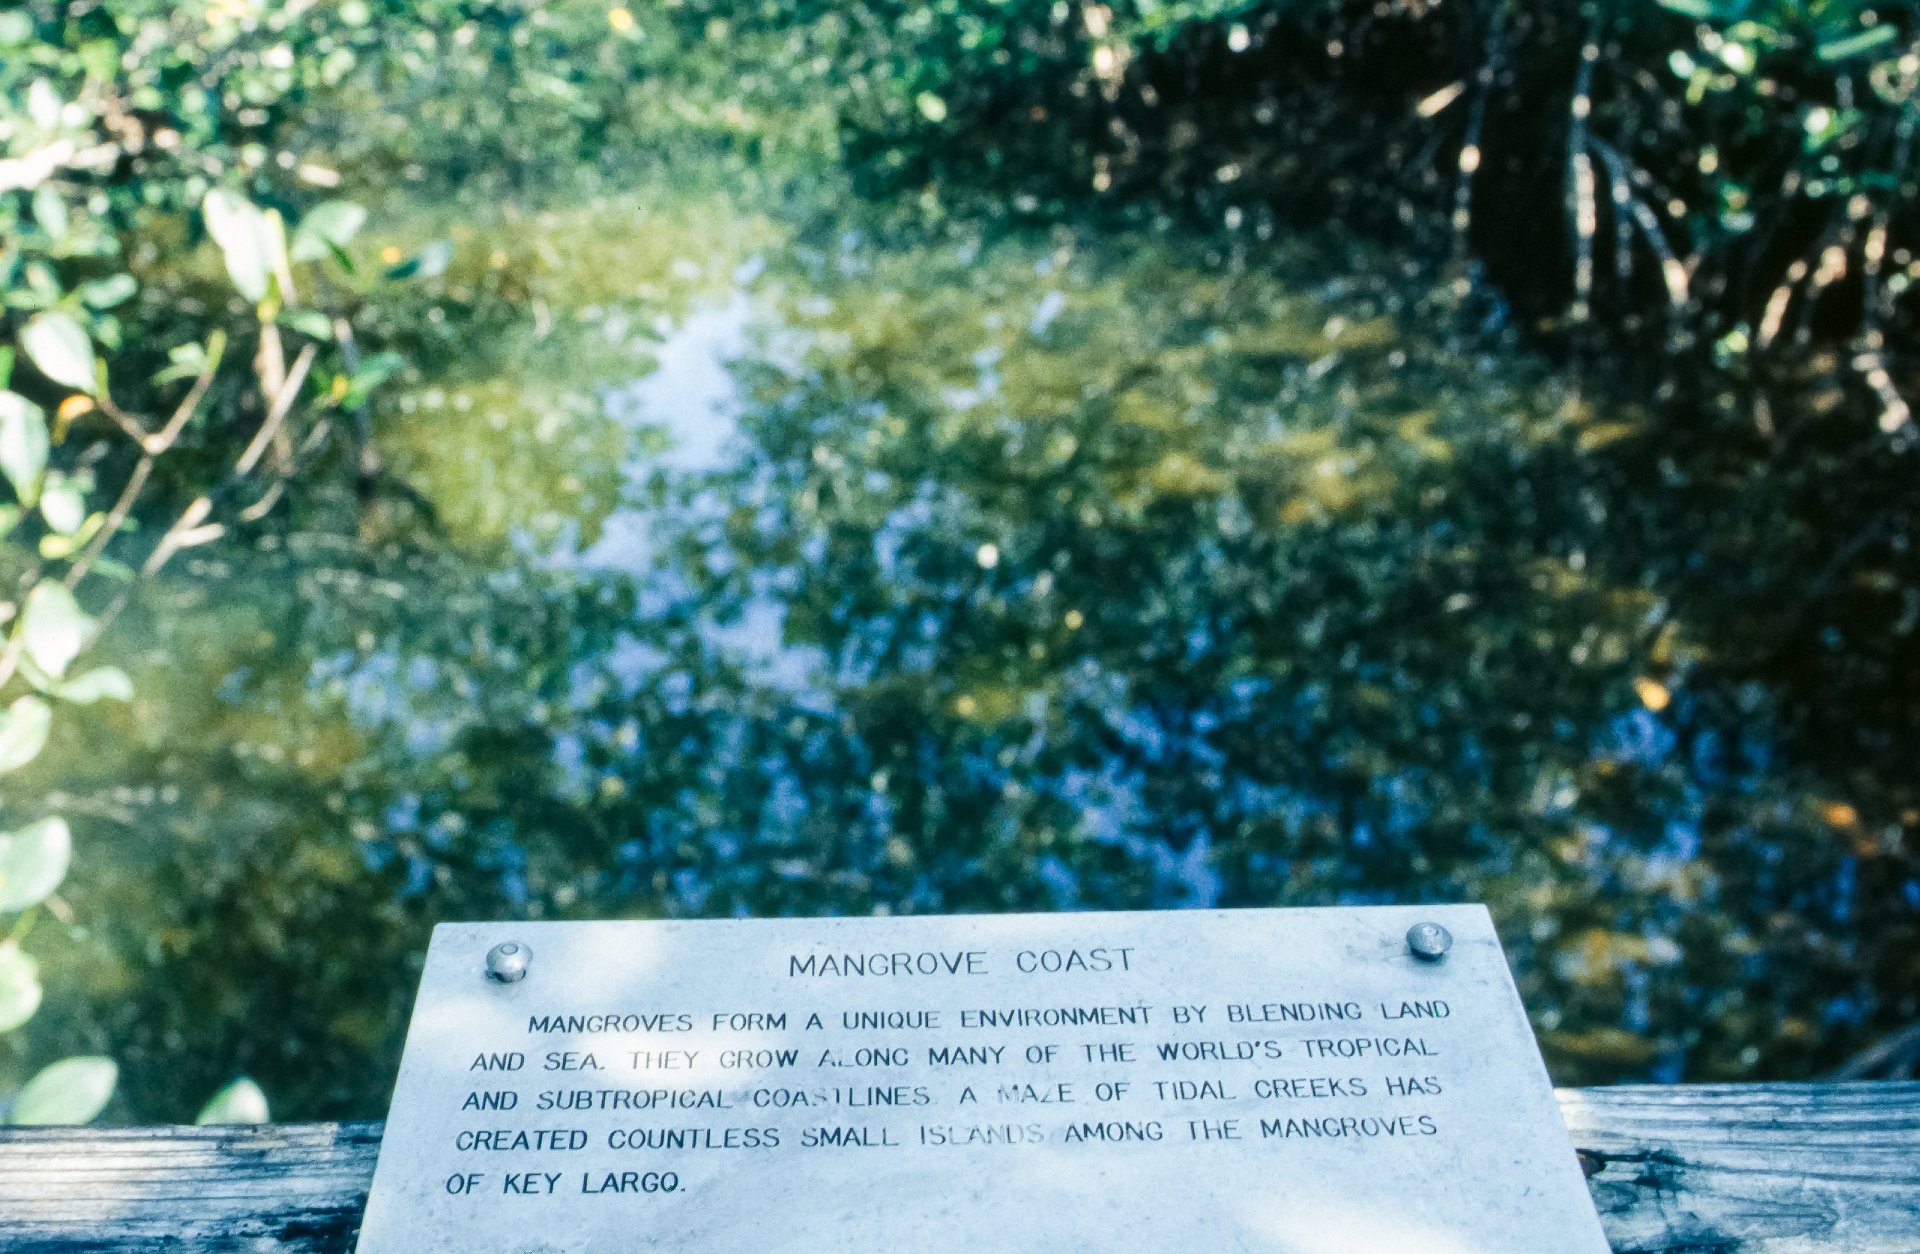 MANGROVE COAST
MANGROVES FORM A UNIQUE ENVIRONMENT BY BLENDING LAND
AND SEA. THEY GROW ALONG MANY OF THE WORLD'S TROPICAL
AND SUBTROPICAL COASTLINES. A MAZE OF TIDAL CREEKS HAS
CREATED COUNTLESS SMALL ISLANDS AMONG THE MANGROVES
OF KEY LARGO.